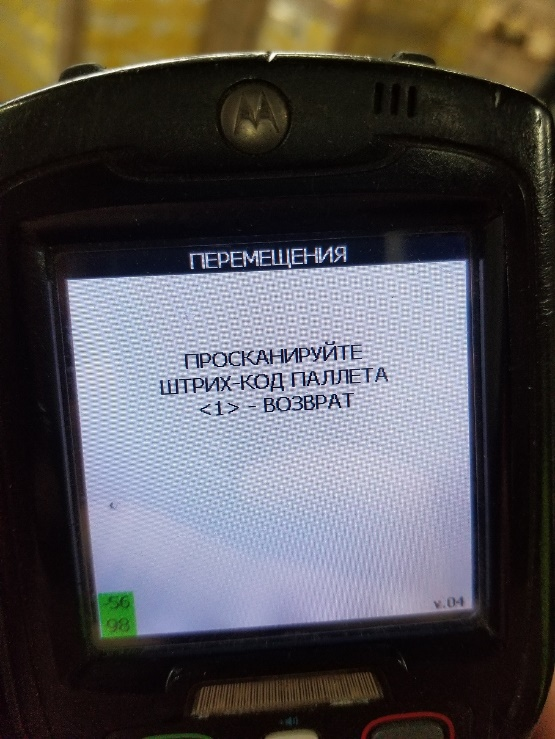 ПЕРЕМЕЩЕНИЯ
ПРОСКАНИРУЙТЕ
ШТРИХ-КОД ПАЛЛЕТА
<1> - ВОЗВРАТ
-56
98
v.04